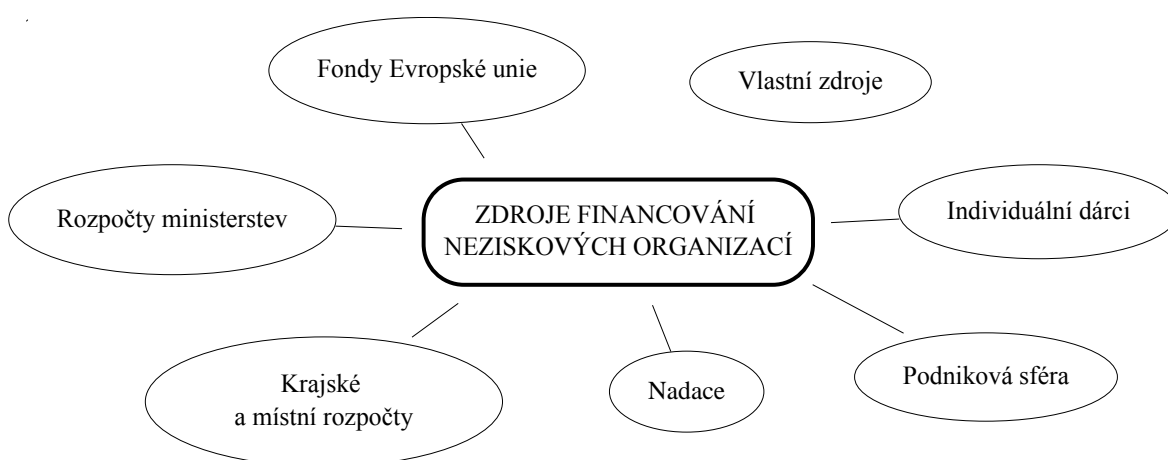 Fondy Evropské unie
Vlastní zdroje
Rozpočty ministerstev
ZDROJE FINANCOVÁNÍ
NEZISKOVÝCH ORGANIZACÍ
Individuální dárci
Krajské
a místní rozpočty
Nadace
Podniková sféra